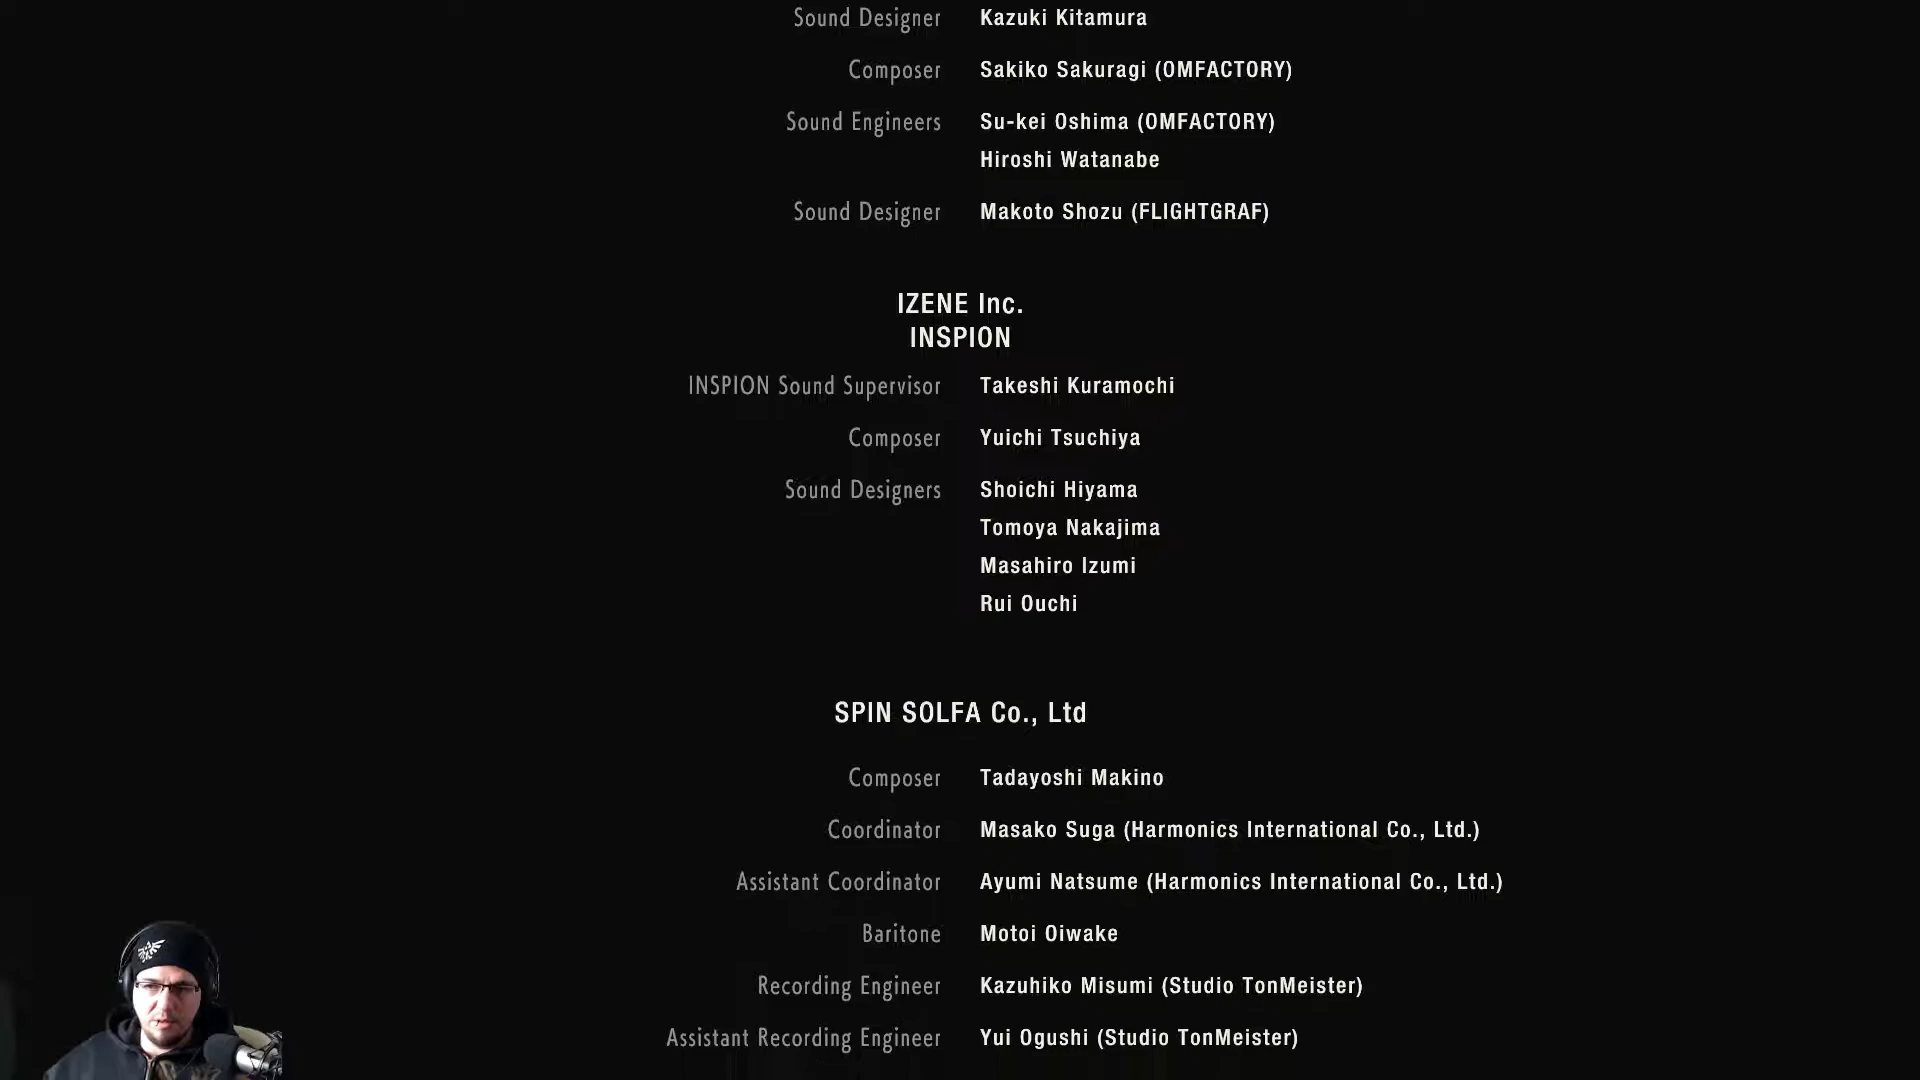 Sound Designer Kazuki Kitamura
Composer Sakiko Sakuragi (OMFACTORY)
Sound Engineers Su-kei Oshima (OMFACTORY)
Hiroshi Watanabe
Sound Designer Makoto Shozu (FLIGHTGRAF)
IZENE Inc.
INSPION
INSPION Sound Supervisor Takeshi Kuramochi
Composer Yuichi Tsuchiya
Sound Designers Shoichi Hiyama
Tomoya Nakajima
Masahiro Izumi
Rui Ouchi
SPIN SOLFA Co., Ltd
Composer Tadayoshi Makino
Coordinator Masako Suga (Harmonics International Co., Ltd.)
Assistant Coordinator Ayumi Natsume (Harmonics International Co., Ltd.)
Baritone Motoi Oiwake
Recording Engineer Kazuhiko Misumi (Studio TonMeister)
Assistant Recording Engineer Yui Ogushi (Studio TonMeister)